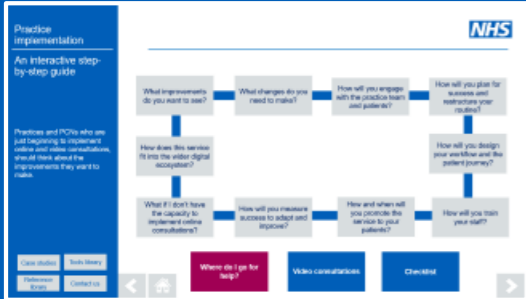 Practice
implementation
An interactive step-
by-step guide
Practices and PCNs who are
just beginning to implement
online and video consultations,
should think about the
improvements they want to
make.
Case studies
Tools library
Reference
library
Contact us
NHS
What improvements
do you want to see?
What changes do you
need to make?
How will you engage
with the practice team
and patients?
How will you plan for
success and
restructure your
routine?
How does this service
fit into the wider digital
ecosystem?
How will you design
your workflow and the
patient journey?
What if I don't have
the capacity to
implement online
consultations?
How will you measure
success to adapt and
improve?
How and when will
you promote the
service to your
patients?
How will you train
your staff?
Where do I go for
help?
Video consultations
Checklist